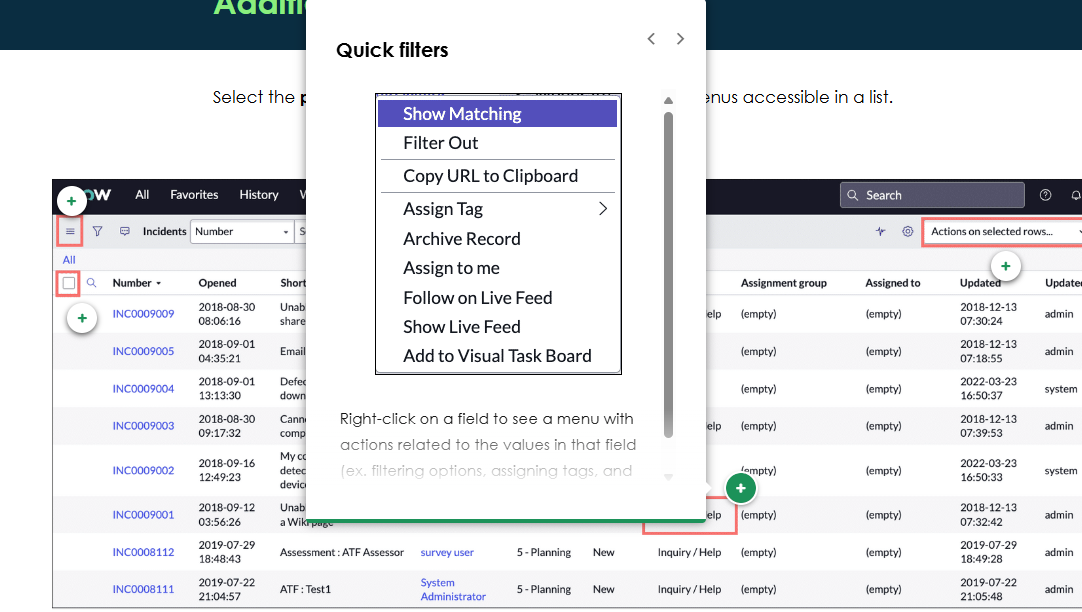 Quick filters
Select the
enus accessible in a list.
Show Matching
Filter Out
Copy URL to Clipboard
Assign Tag
Archive Record
Assign to me
Follow on Live Feed
Show Live Feed
Add to Visual Task Board
Right-click on a field to see a menu with
actions related to the values in that field
(ex. filtering options, assigning tags, and
All Favorites History
Search
Incidents Number
Actions on selected rows...
All
Number Opened Short Assignment group Assigned to Updated Updated
INC0009009 2018-08-30 08:06:16 Unab share elp (empty) (empty) 2018-12-13 07:30:24 admin
INC0009005 2018-09-01 04:35:21 Email (empty) (empty) 2018-12-13 07:18:55 admin
INC0009004 2018-09-01 13:13:30 Defec down (empty) (empty) 2022-03-23 16:50:37 system
INC0009003 2018-08-30 09:17:32 Canno comp elp (empty) (empty) 2018-12-13 07:39:53 admin
INC0009002 2018-09-16 12:49:23 My co detec device (empty) (empty) 2022-03-23 16:50:33 system
INC0009001 2018-09-12 03:56:26 Unab a Wiki page Help (empty) (empty) 2018-12-13 07:32:42 admin
INC0008112 2019-07-29 18:48:43 Assessment : ATF Assessor survey user 5 - Planning New Inquiry / Help (empty) (empty) 2019-07-29 18:49:28 admin
INC0008111 2019-07-22 21:04:57 ATF : Test1 System Administrator 5 - Planning New Inquiry / Help (empty) (empty) 2019-07-22 21:05:48 admin